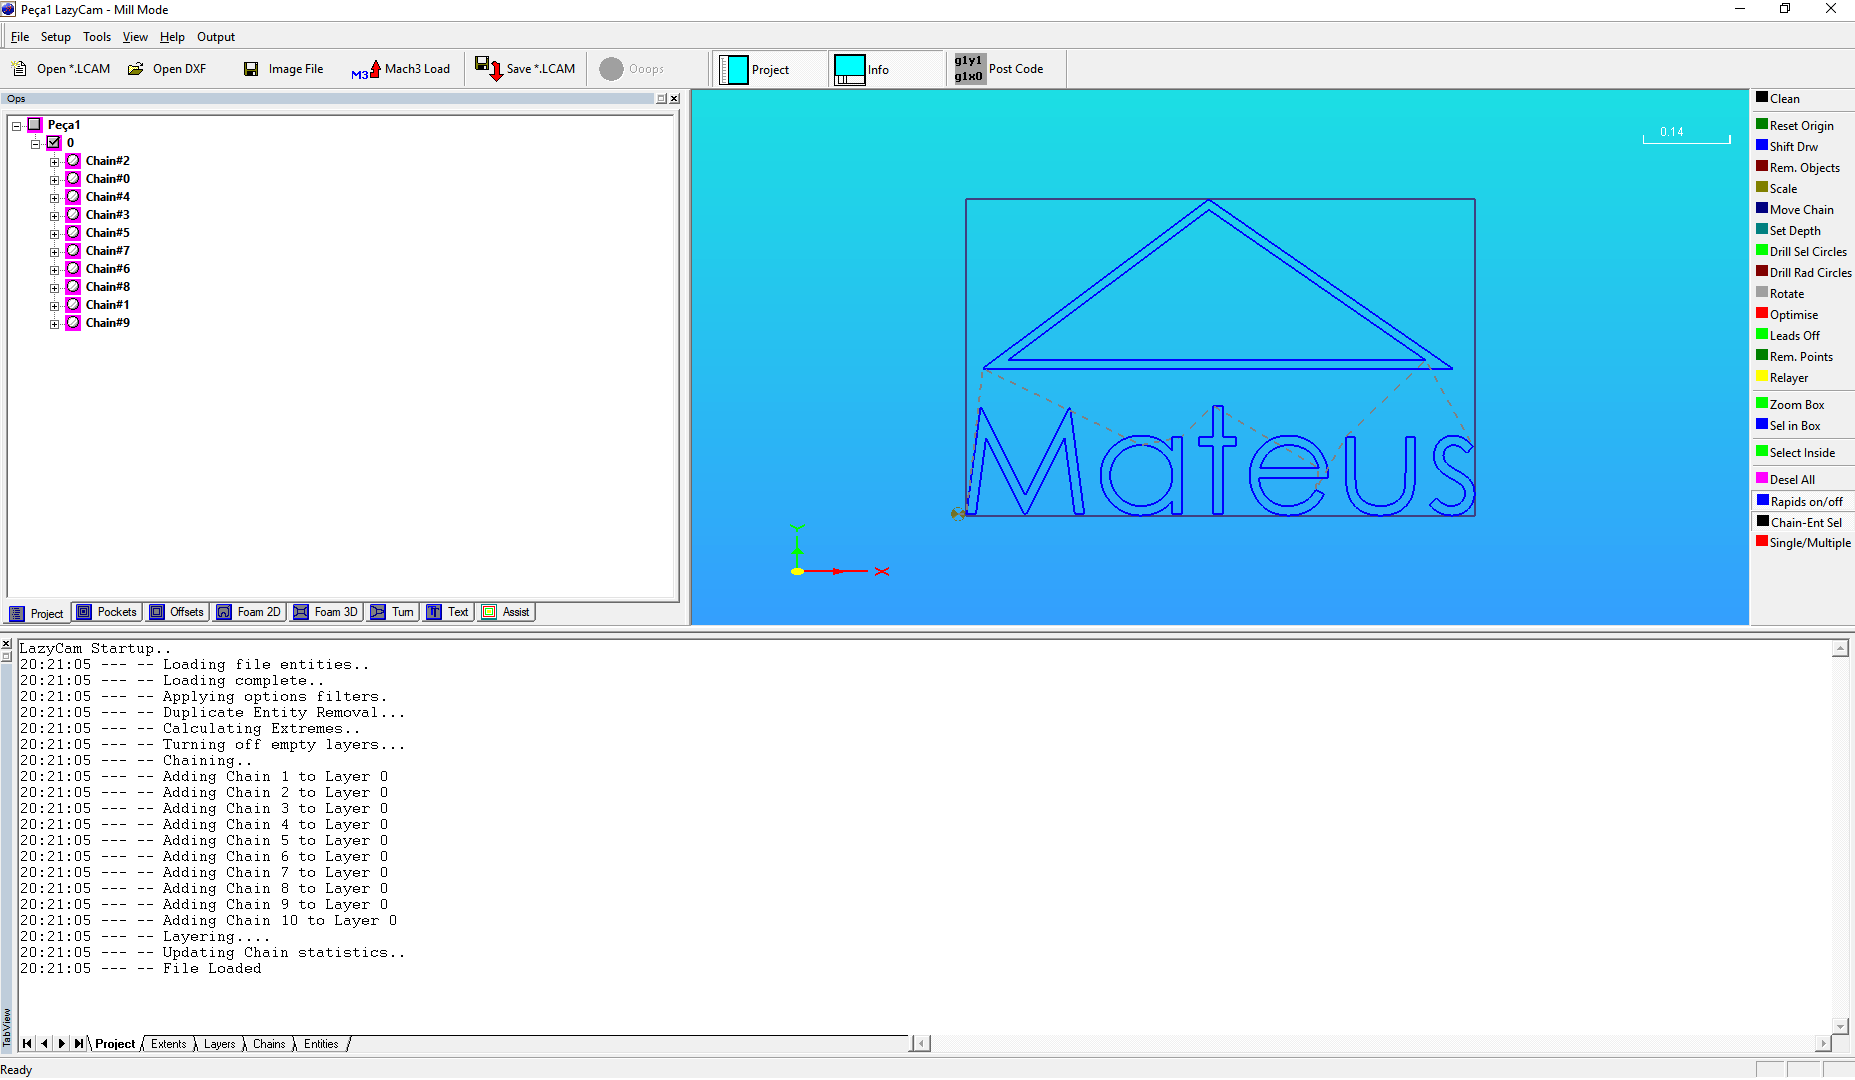 Peça1 LazyCam - Mill Mode
File Setup Tools View Help Output
Open *.LCAM Open DXF Image File M3 Mach3 Load Save *.LCAM Ooops Project Info g1y1 g1x0 Post Code
Ops
Peça1
0
Chain#2
Chain#0
Chain#4
Chain#3
Chain#5
Chain#7
Chain#6
Chain#8
Chain#1
Chain#9
Project Pockets Offsets Foam 2D Foam 3D Turn Text Assist
0.14
Mateus
Y
X
Clean
Reset Origin
Shift Drw
Rem. Objects
Scale
Move Chain
Set Depth
Drill Sel Circles
Drill Rad Circles
Rotate
Optimise
Leads Off
Rem. Points
Relayer
Zoom Box
Sel in Box
Select Inside
Desel All
Rapids on/off
Chain-Ent Sel
Single/Multiple
LazyCam Startup..
20:21:05 --- -- Loading file entities..
20:21:05 --- -- Loading complete..
20:21:05 --- -- Applying options filters.
20:21:05 --- -- Duplicate Entity Removal...
20:21:05 --- -- Calculating Extremes..
20:21:05 --- -- Turning off empty layers...
20:21:05 --- -- Chaining..
20:21:05 --- -- Adding Chain 1 to Layer 0
20:21:05 --- -- Adding Chain 2 to Layer 0
20:21:05 --- -- Adding Chain 3 to Layer 0
20:21:05 --- -- Adding Chain 4 to Layer 0
20:21:05 --- -- Adding Chain 5 to Layer 0
20:21:05 --- -- Adding Chain 6 to Layer 0
20:21:05 --- -- Adding Chain 7 to Layer 0
20:21:05 --- -- Adding Chain 8 to Layer 0
20:21:05 --- -- Adding Chain 9 to Layer 0
20:21:05 --- -- Adding Chain 10 to Layer 0
20:21:05 --- -- Layering....
20:21:05 --- -- Updating Chain statistics..
20:21:05 --- -- File Loaded
TabView
Project Extents Layers Chains Entities
Ready